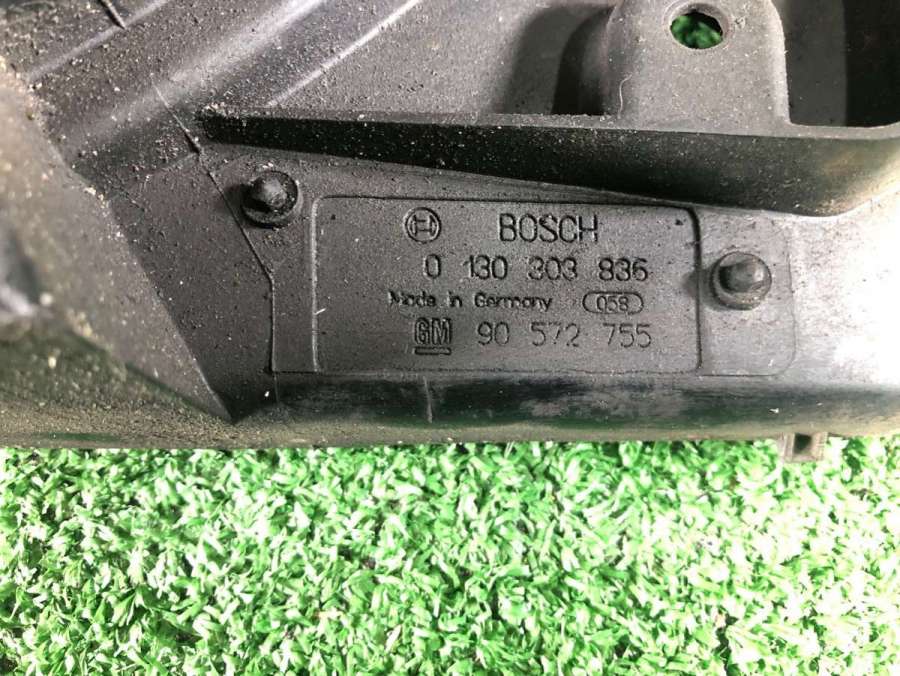 BOSCH
0 130 303 836
Made in Germany 058
GM 90 572 755